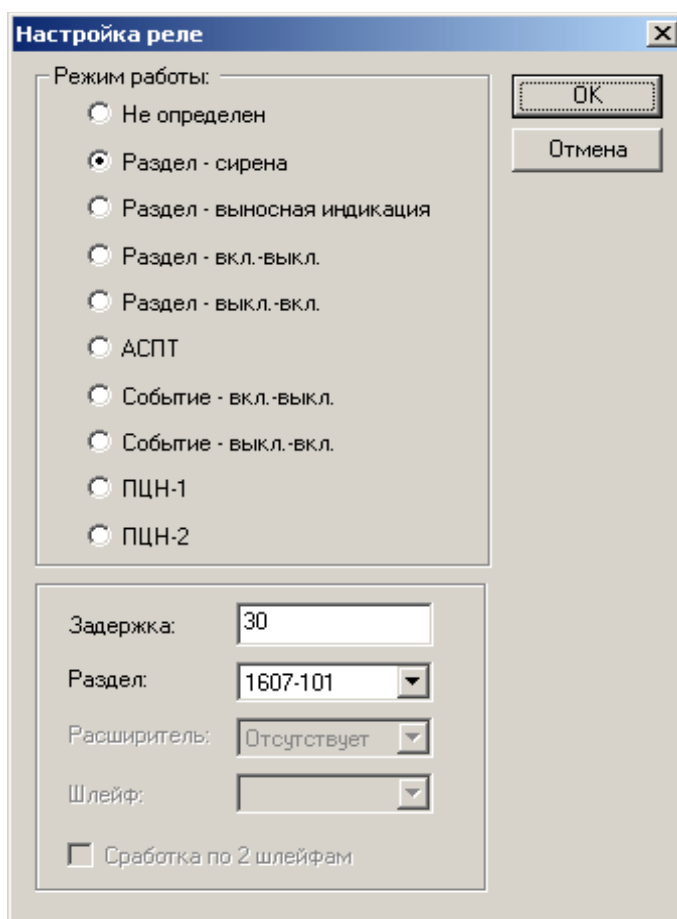 Настройка реле
Режим работы:
OK
Не определен
Отмена
Раздел - сирена
Раздел - выносная индикация
Раздел - вкл.-выкл.
Раздел - выкл.-вкл.
АСПТ
Событие - вкл.-выкл.
Событие - выкл.-вкл.
ПЦН-1
ПЦН-2
Задержка: 30
Раздел: 1607-101
Расширитель: Отсутствует
Шлейф:
Сработка по 2 шлейфам